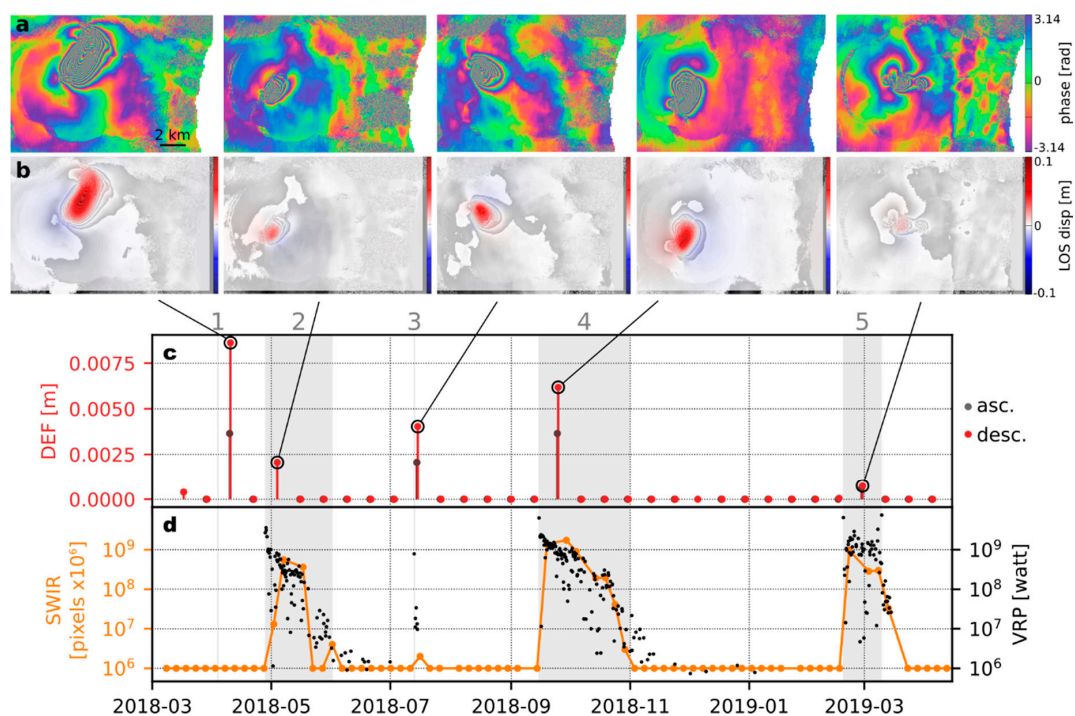 a
3.14
0
-3.14
phase [rad]
2 km
b
0.1
0
-0.1
LOS disp [m]
1 2 3 4 5
c
0.0075
0.0050
0.0025
0.0000
DEF [m]
asc.
desc.
d
10⁹
10⁸
10⁷
10⁶
SWIR
[pixels x10⁶]
10⁹
10⁸
10⁷
10⁶
VRP [watt]
2018-03 2018-05 2018-07 2018-09 2018-11 2019-01 2019-03